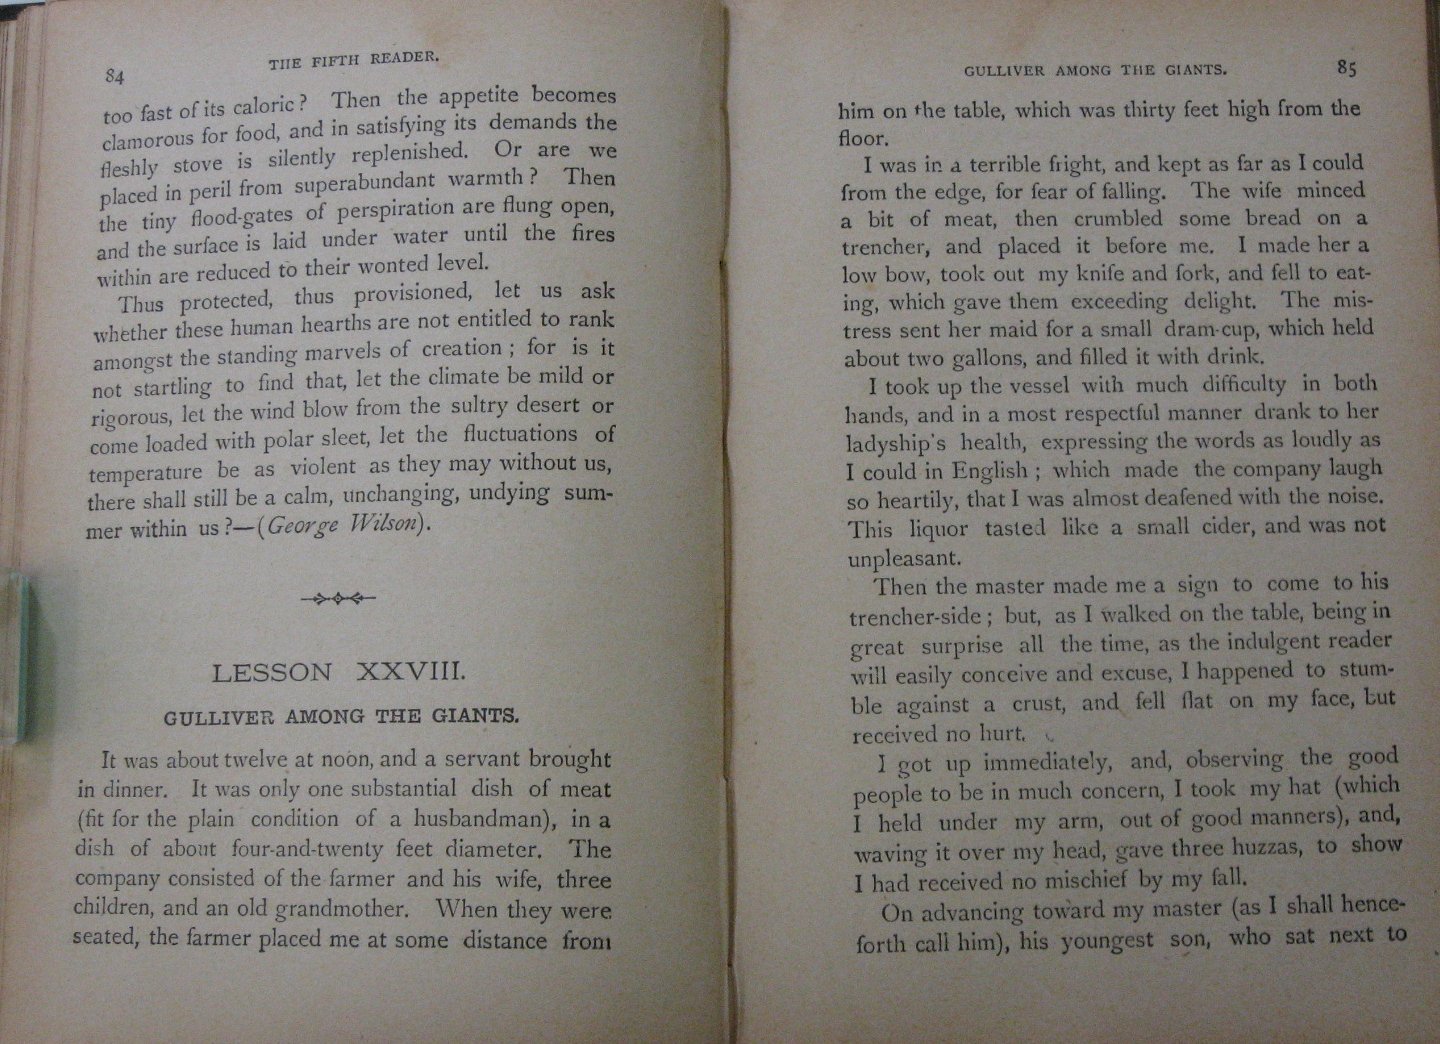 84
THE FIFTH READER.
too fast of its caloric? Then the appetite becomes
clamorous for food, and in satisfying its demands the
fleshly stove is silently replenished. Or are we
placed in peril from superabundant warmth? Then
the tiny flood-gates of perspiration are flung open,
and the surface is laid under water until the fires
within are reduced to their wonted level.
Thus protected, thus provisioned, let us ask
whether these human hearths are not entitled to rank
amongst the standing marvels of creation; for is it
not startling to find that, let the climate be mild or
rigorous, let the wind blow from the sultry desert or
come loaded with polar sleet, let the fluctuations of
temperature be as violent as they may without us,
there shall still be a calm, unchanging, undying sum-
mer within us?—(George Wilson).
LESSON XXVIII.
GULLIVER AMONG THE GIANTS.
It was about twelve at noon, and a servant brought
in dinner. It was only one substantial dish of meat
(fit for the plain condition of a husbandman), in a
dish of about four-and-twenty feet diameter. The
company consisted of the farmer and his wife, three
children, and an old grandmother. When they were
seated, the farmer placed me at some distance from
GULLIVER AMONG THE GIANTS.
85
him on the table, which was thirty feet high from the
floor.
I was in a terrible fright, and kept as far as I could
from the edge, for fear of falling. The wife minced
a bit of meat, then crumbled some bread on a
trencher, and placed it before me. I made her a
low bow, took out my knife and fork, and fell to eat-
ing, which gave them exceeding delight. The mis-
tress sent her maid for a small dram-cup, which held
about two gallons, and filled it with drink.
I took up the vessel with much difficulty in both
hands, and in a most respectful manner drank to her
ladyship's health, expressing the words as loudly as
I could in English; which made the company laugh
so heartily, that I was almost deafened with the noise.
This liquor tasted like a small cider, and was not
unpleasant.
Then the master made me a sign to come to his
trencher-side; but, as I walked on the table, being in
great surprise all the time, as the indulgent reader
will easily conceive and excuse, I happened to stum-
ble against a crust, and fell flat on my face, but
received no hurt.
I got up immediately, and, observing the good
people to be in much concern, I took my hat (which
I held under my arm, out of good manners), and,
waving it over my head, gave three huzzas, to show
I had received no mischief by my fall.
On advancing toward my master (as I shall hence-
forth call him), his youngest son, who sat next to